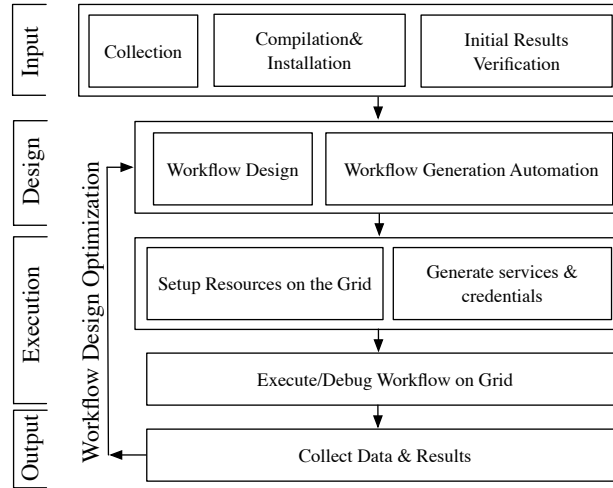 Input
Collection
Compilation&
Installation
Initial Results
Verification
Design
Workflow Design
Workflow Generation Automation
Workflow Design Optimization
Execution
Setup Resources on the Grid
Generate services &
credentials
Execute/Debug Workflow on Grid
Output
Collect Data & Results